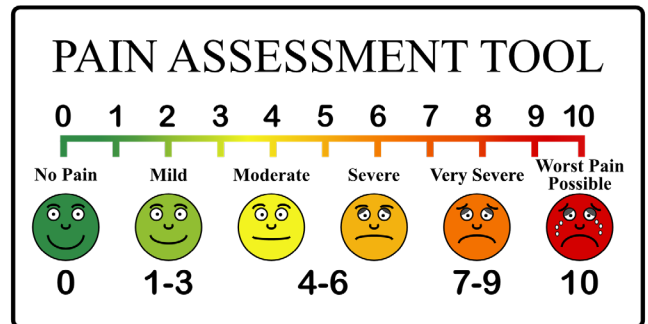 PAIN ASSESSMENT TOOL
0 1 2 3 4 5 6 7 8 9 10
No Pain Mild Moderate Severe Very Severe Worst Pain
Possible
0 1-3 4-6 7-9 10